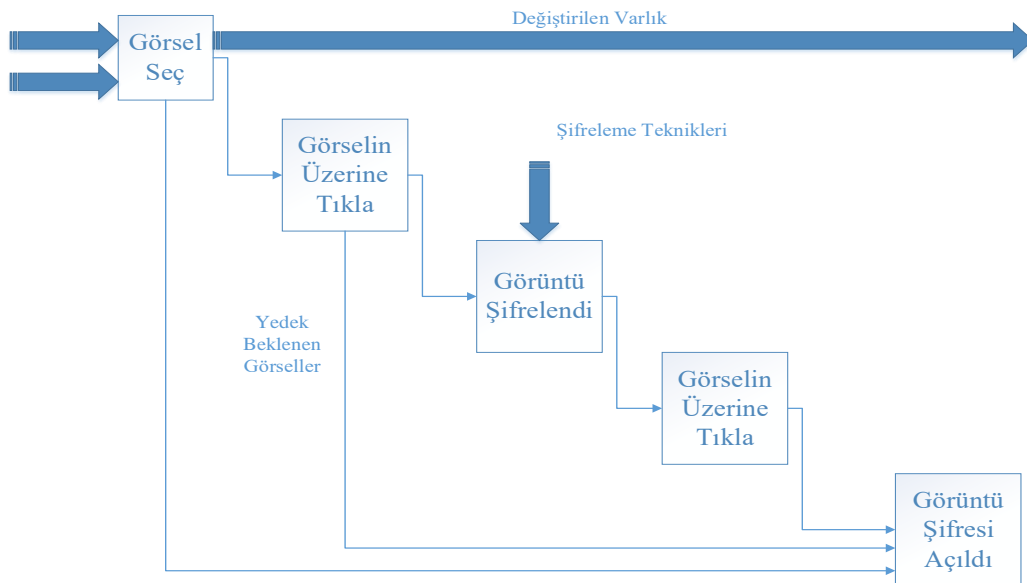 Değiştirilen Varlık
Görsel
Seç
Görselin
Üzerine
Tıkla
Şifreleme Teknikleri
Görüntü
Şifrelendi
Yedek
Beklenen
Görseller
Görselin
Üzerine
Tıkla
Görüntü
Şifresi
Açıldı